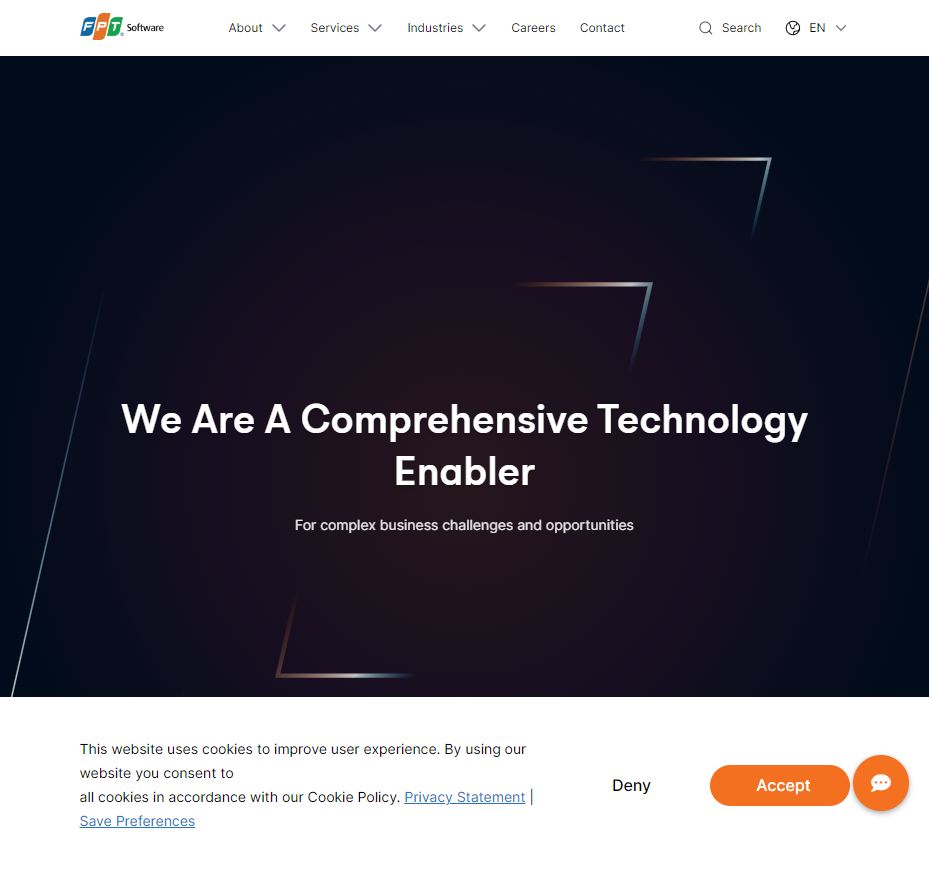 FPT Software
About
Services
Industries
Careers
Contact
Search
EN
We Are A Comprehensive Technology
Enabler
For complex business challenges and opportunities
This website uses cookies to improve user experience. By using our
website you consent to
all cookies in accordance with our Cookie Policy. Privacy Statement |
Save Preferences
Deny
Accept